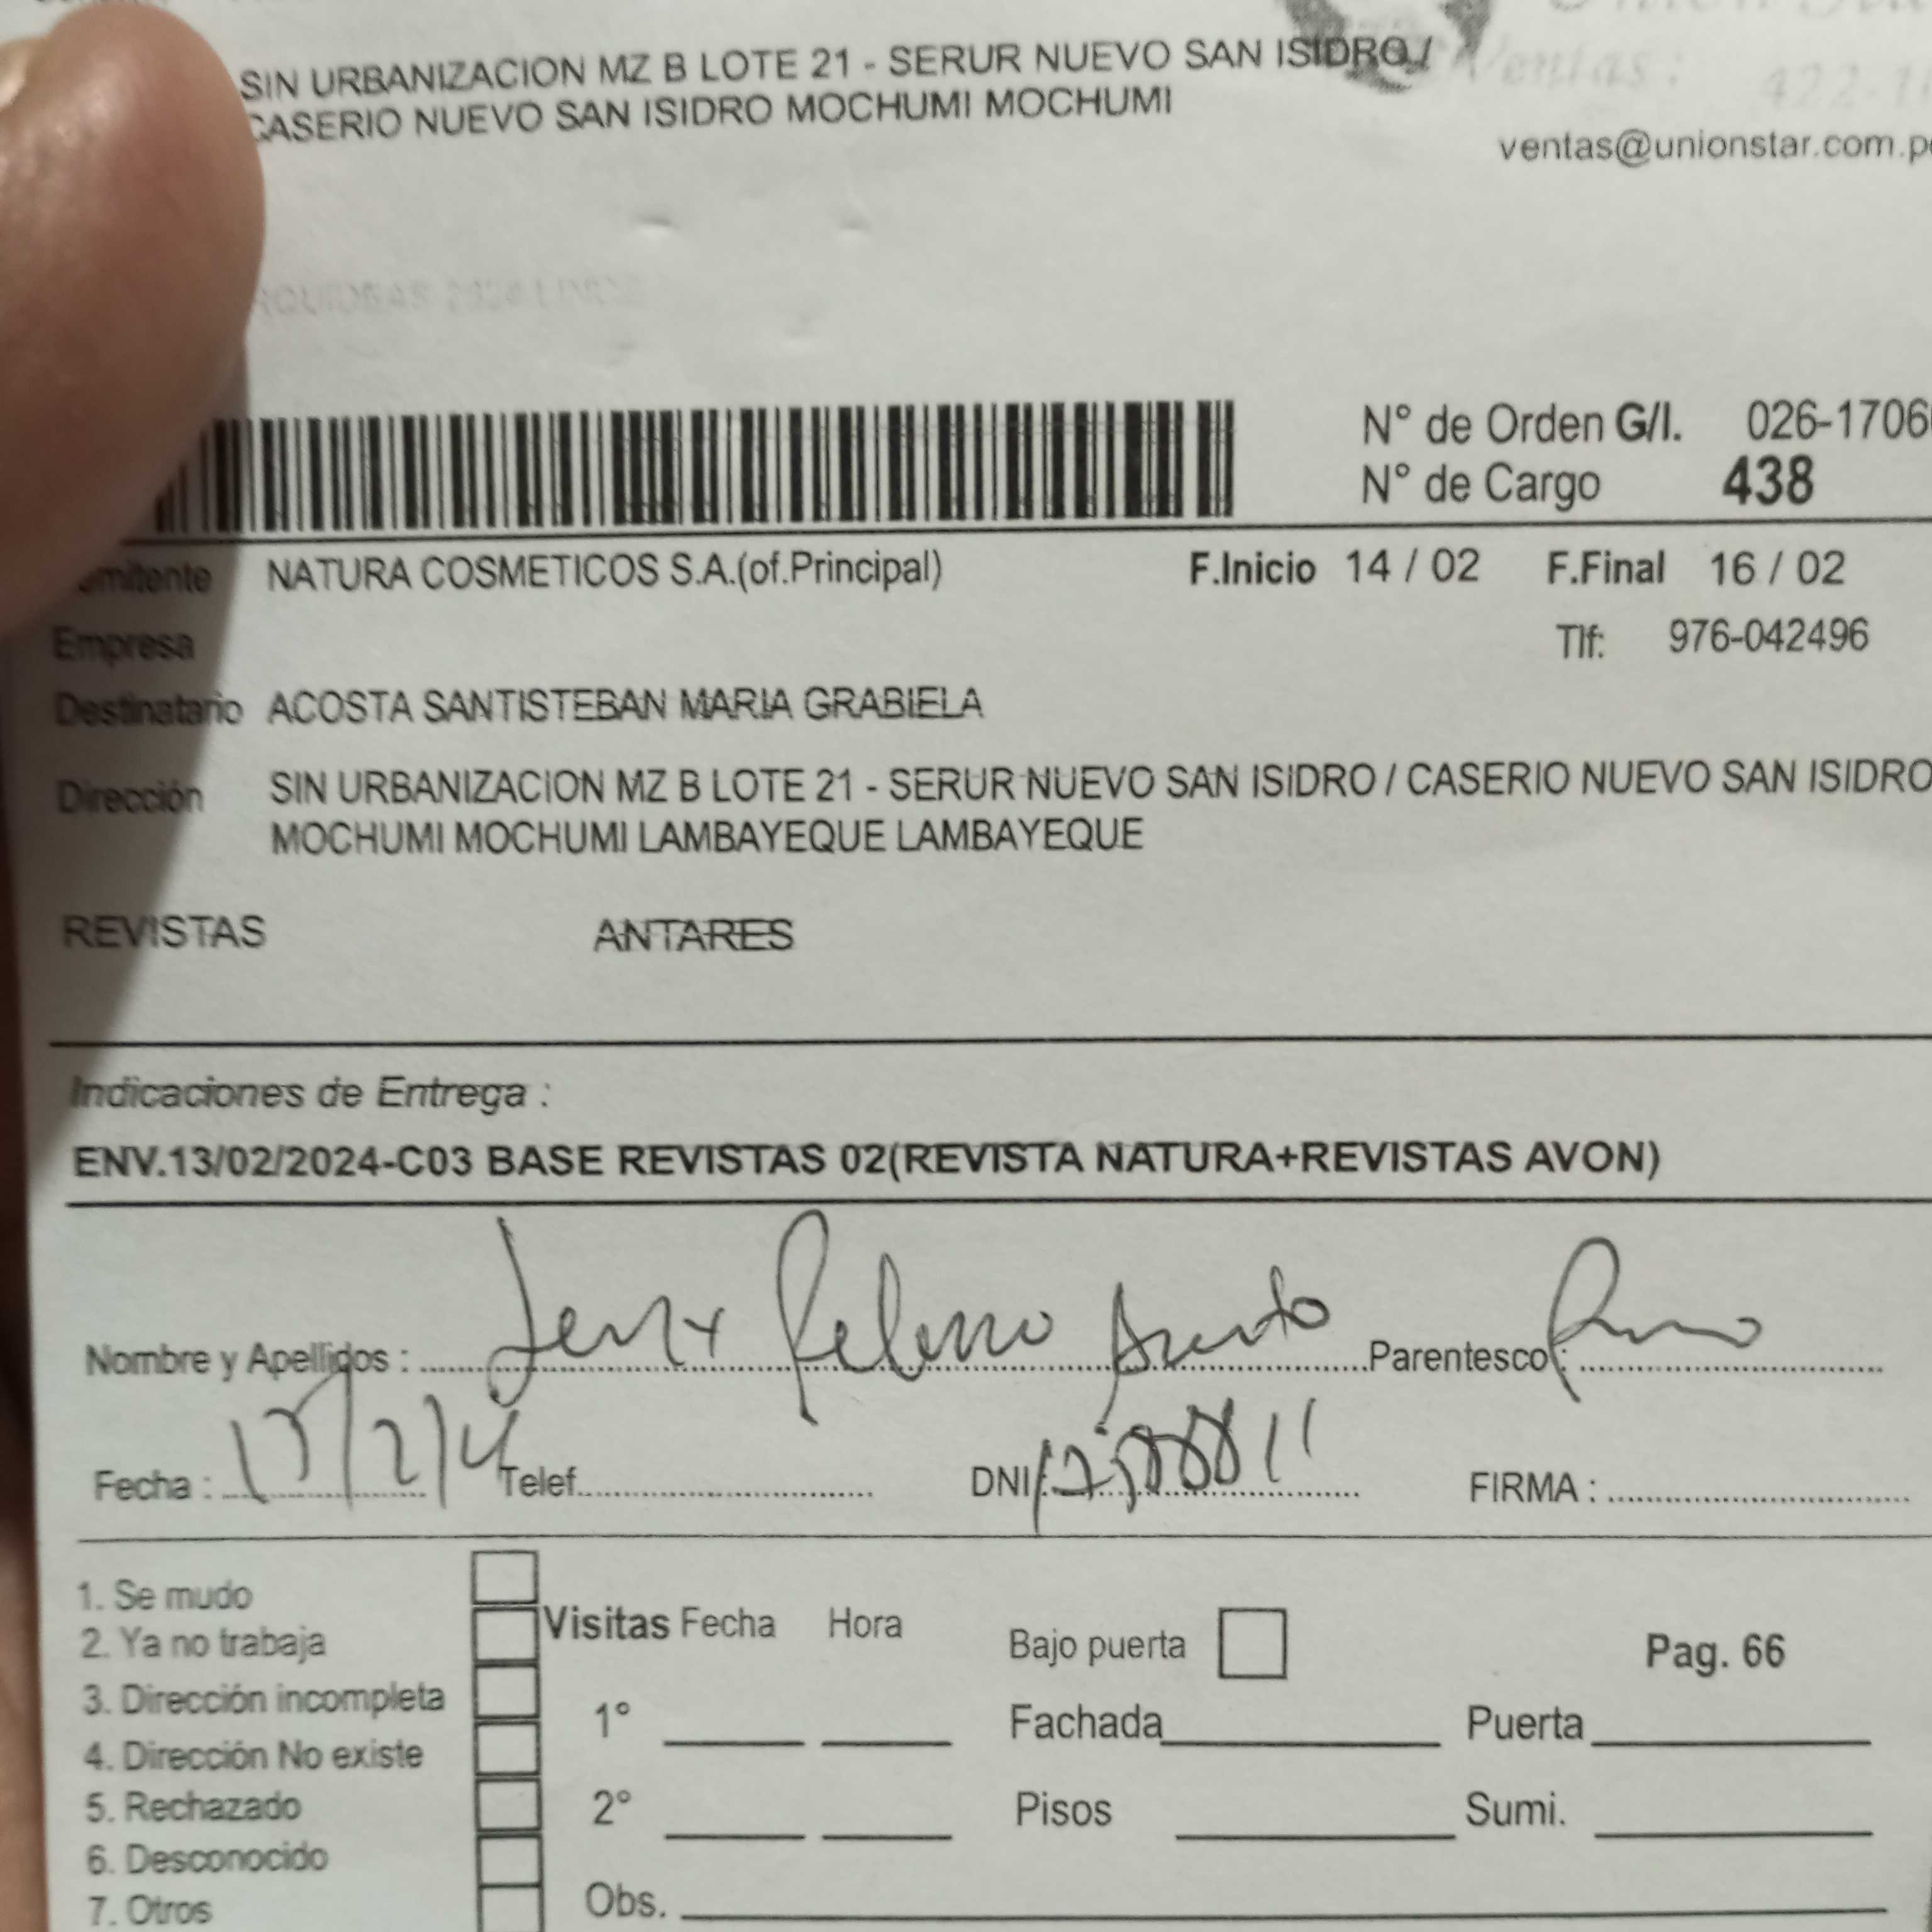 SIN URBANIZACION MZ B LOTE 21 - SERUR NUEVO SAN ISIDRO /
CASERIO NUEVO SAN ISIDRO MOCHUMI MOCHUMI
Ventas:
ventas@unionstar.com.pe
N° de Orden G/I. 026-1706
N° de Cargo 438
NATURA COSMETICOS S.A.(of.Principal) F.Inicio 14 / 02 F.Final 16 / 02
Empresa Tlf: 976-042496
Destinatario ACOSTA SANTISTEBAN MARIA GRABIELA
Dirección SIN URBANIZACION MZ B LOTE 21 - SERUR NUEVO SAN ISIDRO / CASERIO NUEVO SAN ISIDRO
MOCHUMI MOCHUMI LAMBAYEQUE LAMBAYEQUE
REVISTAS ANTARES
Indicaciones de Entrega :
ENV.13/02/2024-C03 BASE REVISTAS 02(REVISTA NATURA+REVISTAS AVON)
Nombre y Apellidos : Parentesco :
Fecha : Telef. DNI : FIRMA :
1. Se mudo
2. Ya no trabaja Visitas Fecha Hora Bajo puerta Pag. 66
3. Dirección incompleta 1° Fachada Puerta
4. Dirección No existe
5. Rechazado 2° Pisos Sumi.
6. Desconocido
7. Otros Obs.